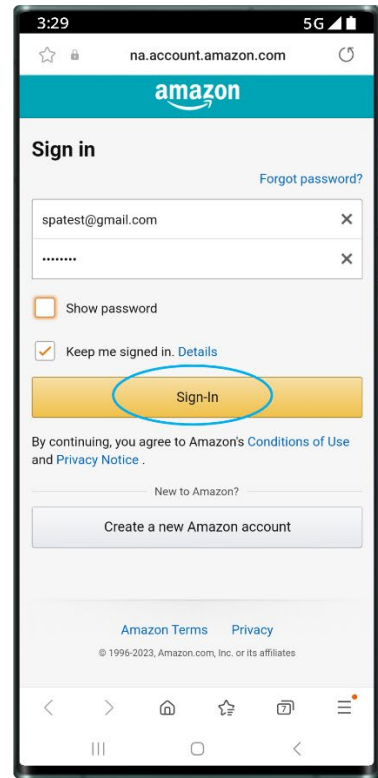 3:29 5G
na.account.amazon.com
amazon
Sign in
Forgot password?
spatest@gmail.com
••••••••
Show password
Keep me signed in. Details
Sign-In
By continuing, you agree to Amazon's Conditions of Use
and Privacy Notice .
New to Amazon?
Create a new Amazon account
Amazon Terms Privacy
© 1996-2023, Amazon.com, Inc. or its affiliates
7